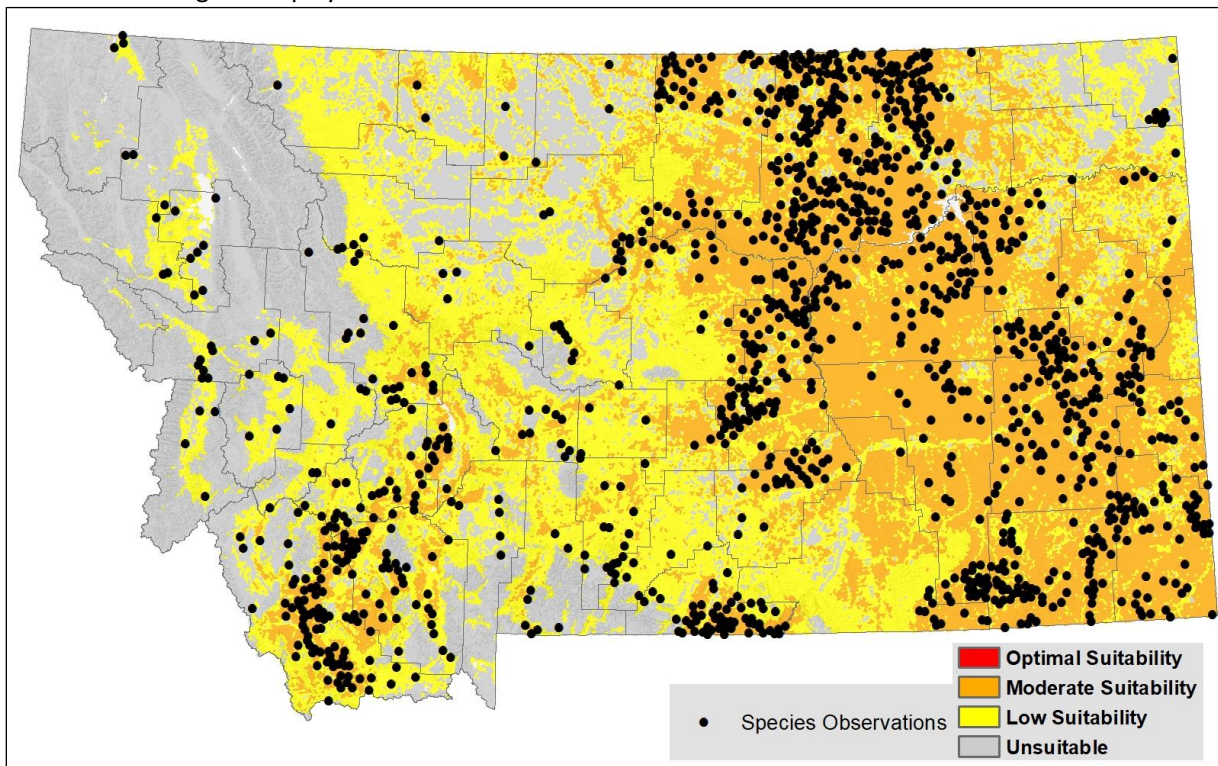 Species Observations
Optimal Suitability
Moderate Suitability
Low Suitability
Unsuitable